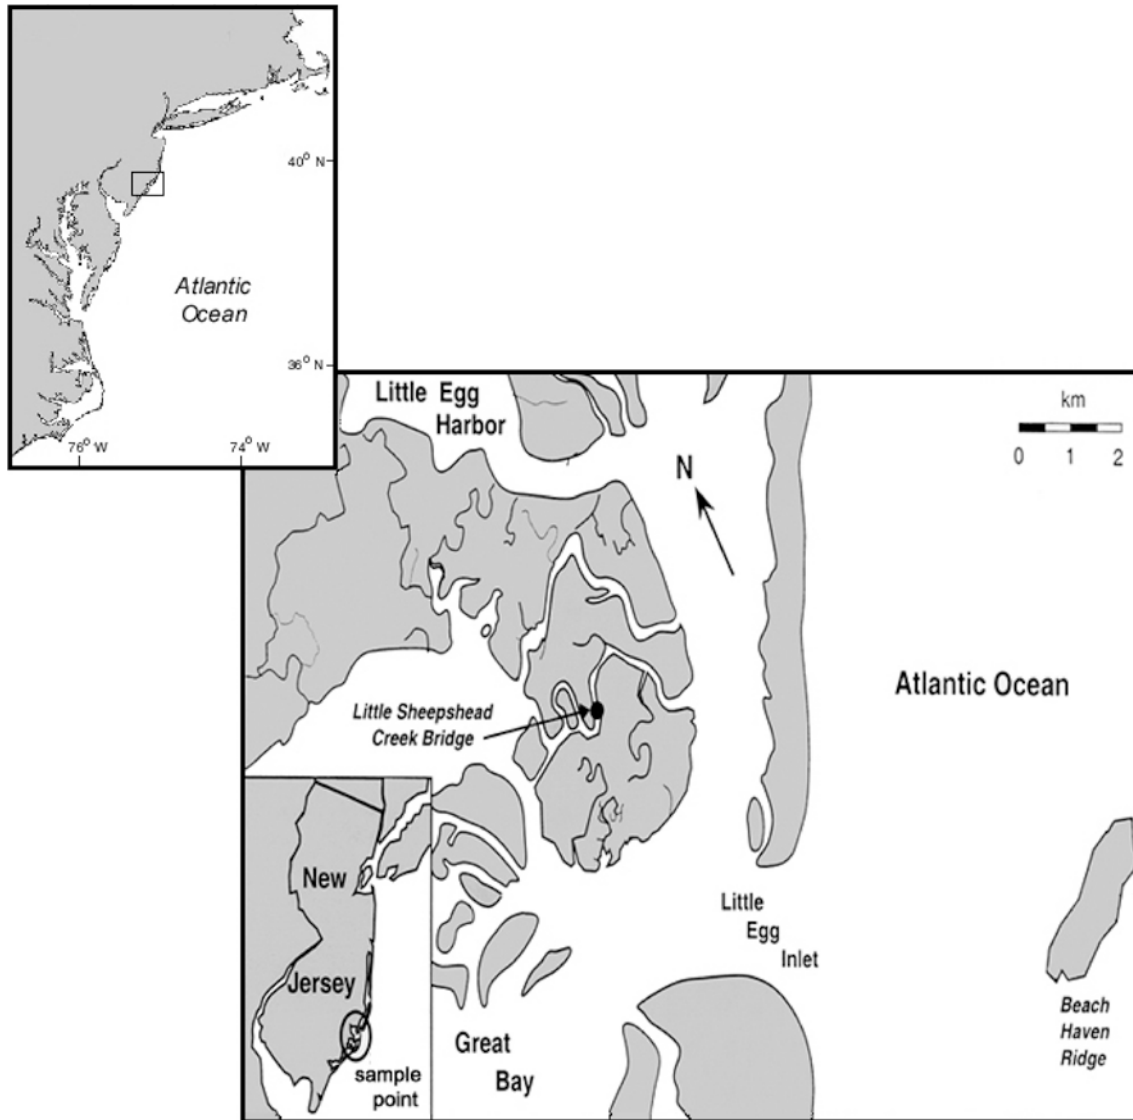 40° N
Atlantic
Ocean
36° N
76° W
74° W
Little Egg
Harbor
N
km
0 1 2
Atlantic Ocean
Little Sheepshead
Creek Bridge
New
Jersey
sample
point
Little
Egg
Inlet
Great
Bay
Beach
Haven
Ridge